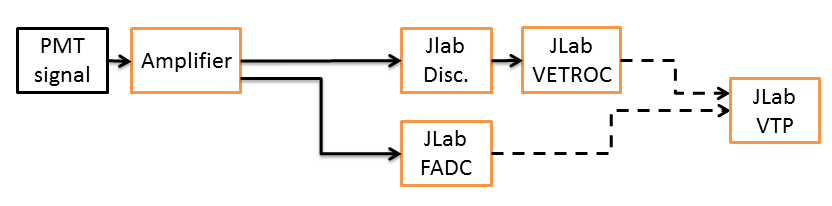 PMT
signal
Amplifier
Jlab
Disc.
JLab
VETROC
JLab
FADC
JLab
VTP